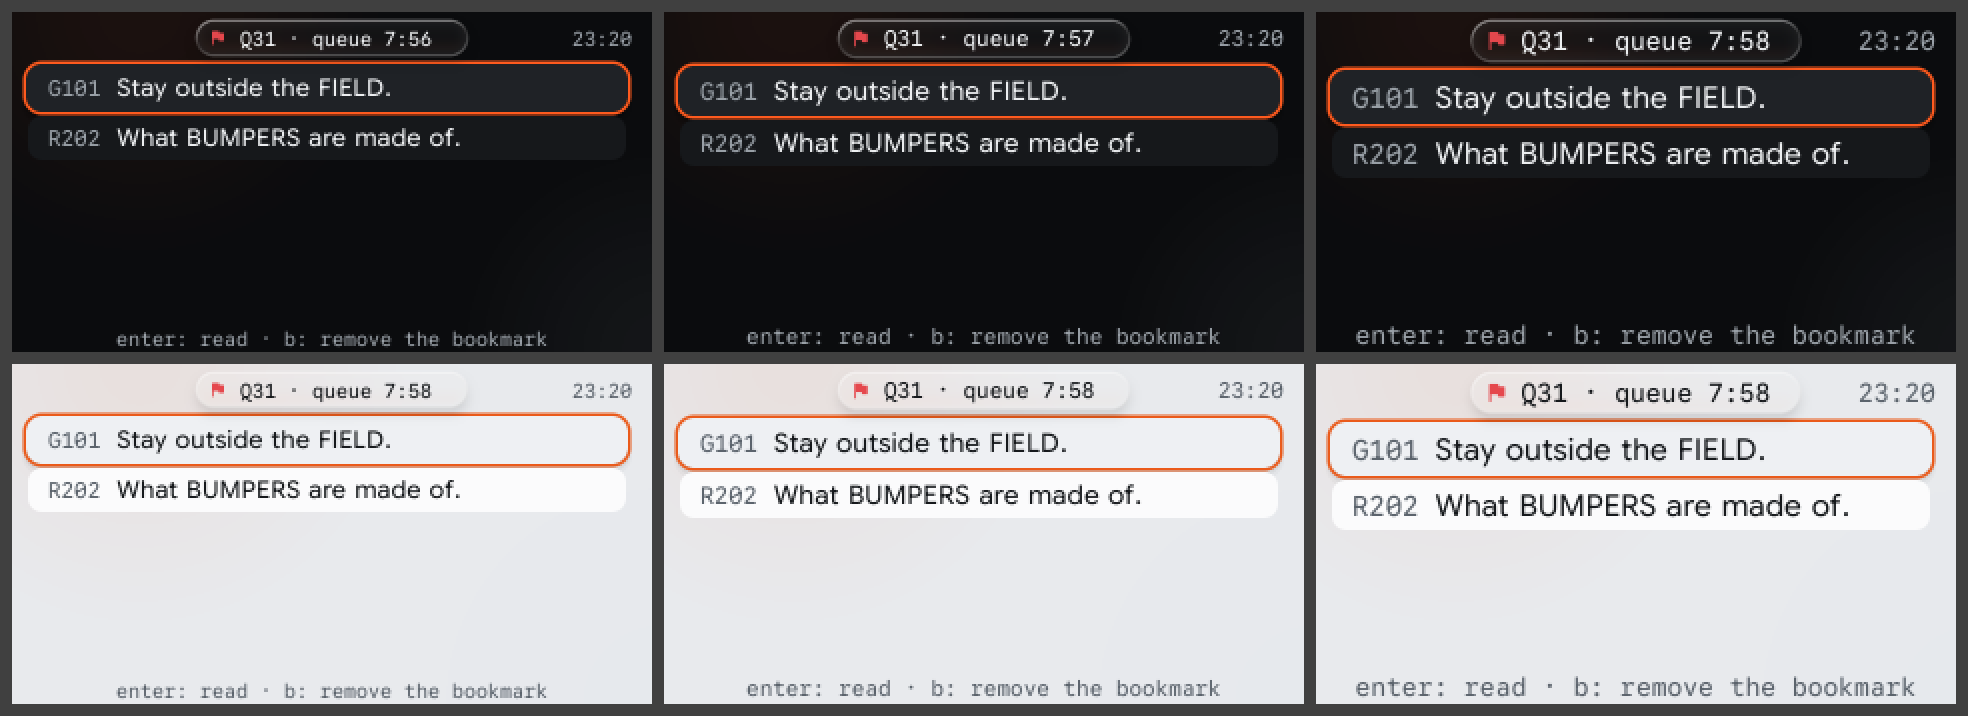 Q31 · queue 7:56 23:20
G101 Stay outside the FIELD.
R202 What BUMPERS are made of.
enter: read · b: remove the bookmark
Q31 · queue 7:57 23:20
G101 Stay outside the FIELD.
R202 What BUMPERS are made of.
enter: read · b: remove the bookmark
Q31 · queue 7:58 23:20
G101 Stay outside the FIELD.
R202 What BUMPERS are made of.
enter: read · b: remove the bookmark
Q31 · queue 7:58 23:20
G101 Stay outside the FIELD.
R202 What BUMPERS are made of.
enter: read · b: remove the bookmark
Q31 · queue 7:58 23:20
G101 Stay outside the FIELD.
R202 What BUMPERS are made of.
enter: read · b: remove the bookmark
Q31 · queue 7:58 23:20
G101 Stay outside the FIELD.
R202 What BUMPERS are made of.
enter: read · b: remove the bookmark